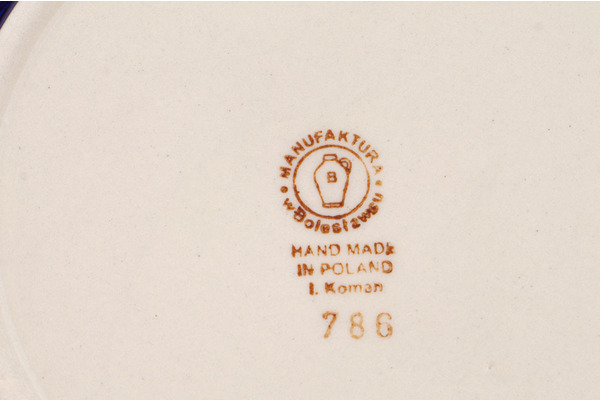 MANUFAKTURA
B
w Bolesławcu
HAND MADE
IN POLAND
I. Koman
786